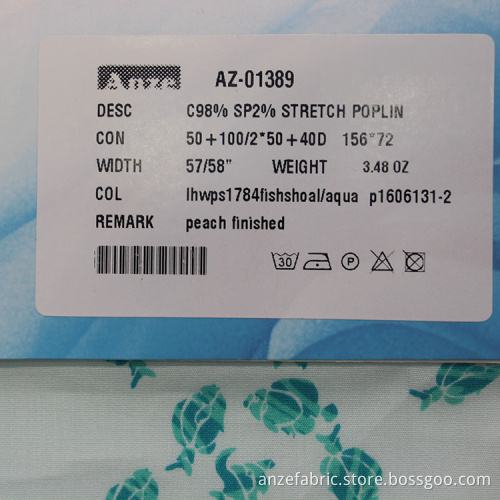 Anze AZ-01389
DESC C98% SP2% STRETCH POPLIN
CON 50+100/2*50+40D 156*72
WIDTH 57/58" WEIGHT 3.48 OZ
COL lhwps1784fishshoal/aqua p1606131-2
REMARK peach finished
30 P
anzefabric.store.bossgoo.com